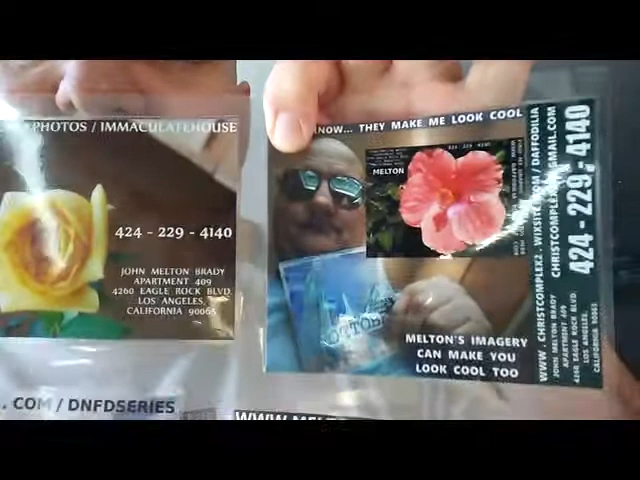 PHOTOS / IMMACULATEHOUSE
424 - 229 - 4140
JOHN MELTON BRADY
APARTMENT 409
4260 EAGLE ROCK BLVD.
LOS ANGELES,
CALIFORNIA 90065
. COM / DNFDSERIES
KNOW... THEY MAKE ME LOOK COOL
MELTON
MELTON'S IMAGERY
CAN MAKE YOU
LOOK COOL TOO
WWW . CHRISTCOMPLEX2 . WIXSITE.COM / DAFFODILIA
CHRISTCOMPLEX@GMAIL.COM
424 - 229 - 4140
JOHN MELTON BRADY
APARTMENT 409
4260 EAGLE ROCK BLVD.
LOS ANGELES,
CALIFORNIA 90065